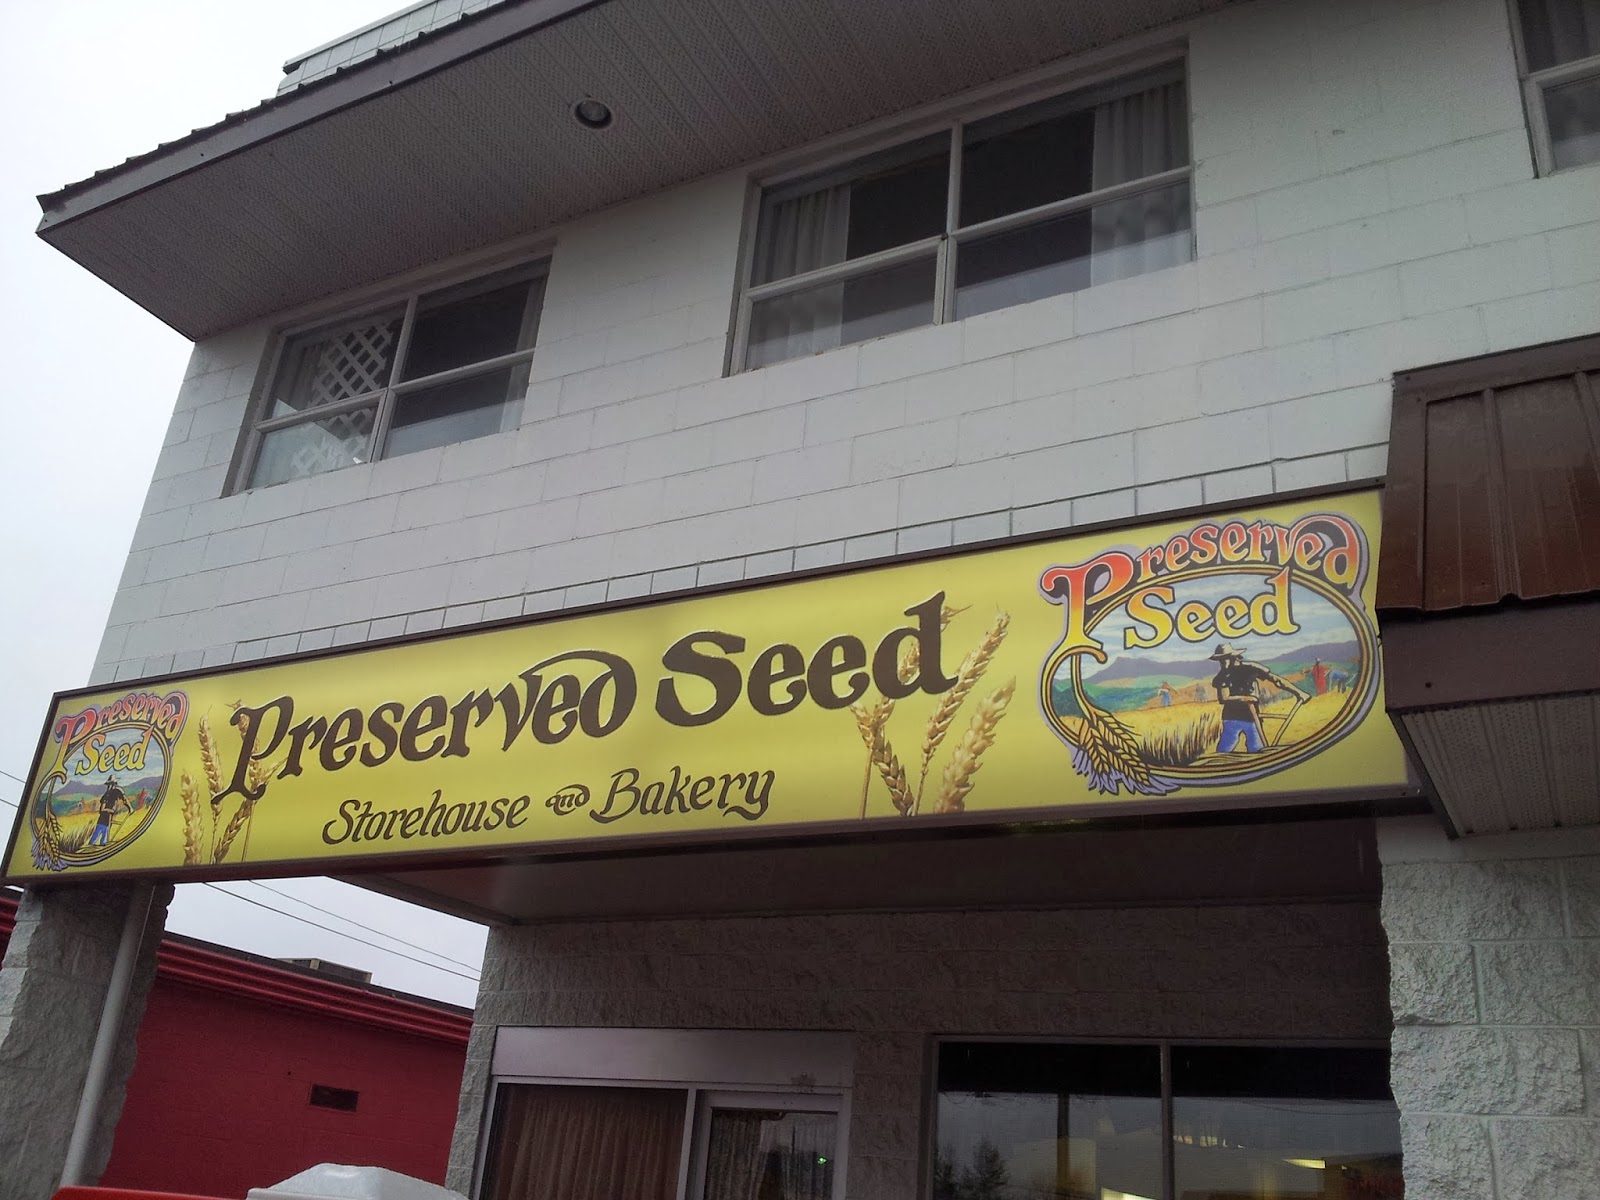 Preserved
Seed
Preserved Seed
Storehouse and Bakery
Preserved
Seed